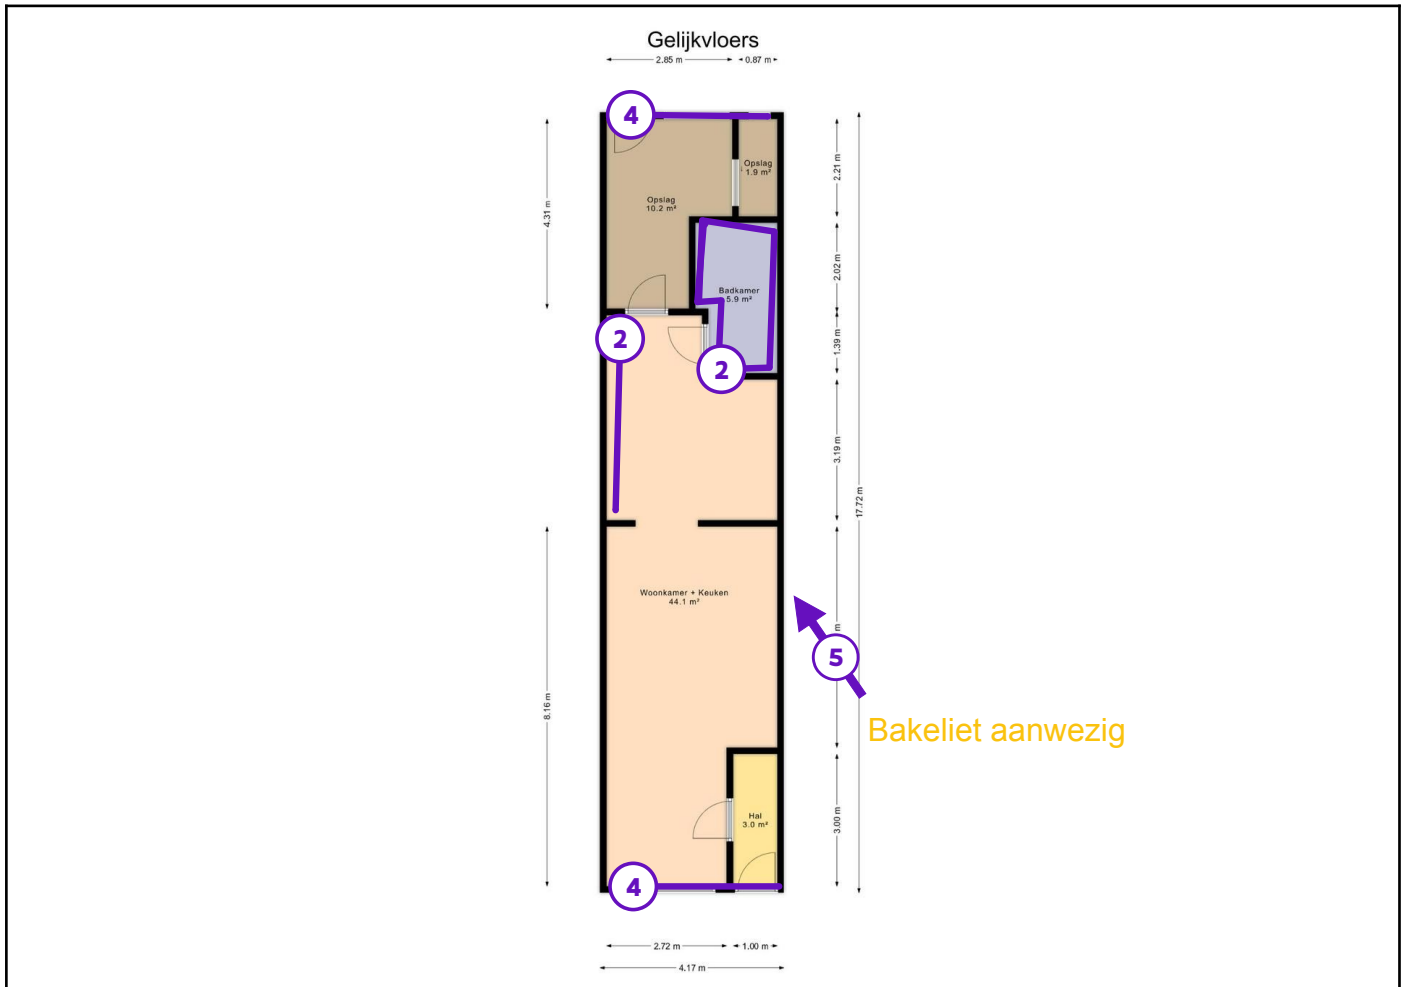 Gelijkvloers
2.85 m
0.87 m
4
Opslag
1.9 m²
2.21 m
Opslag
10.2 m²
4.31 m
2.02 m
Badkamer
5.9 m²
2
1.39 m
2
3.19 m
17.72 m
Woonkamer + Keuken
44.1 m²
m
5
8.16 m
Bakeliet aanwezig
Hal
3.0 m²
3.00 m
4
2.72 m
1.00 m
4.17 m